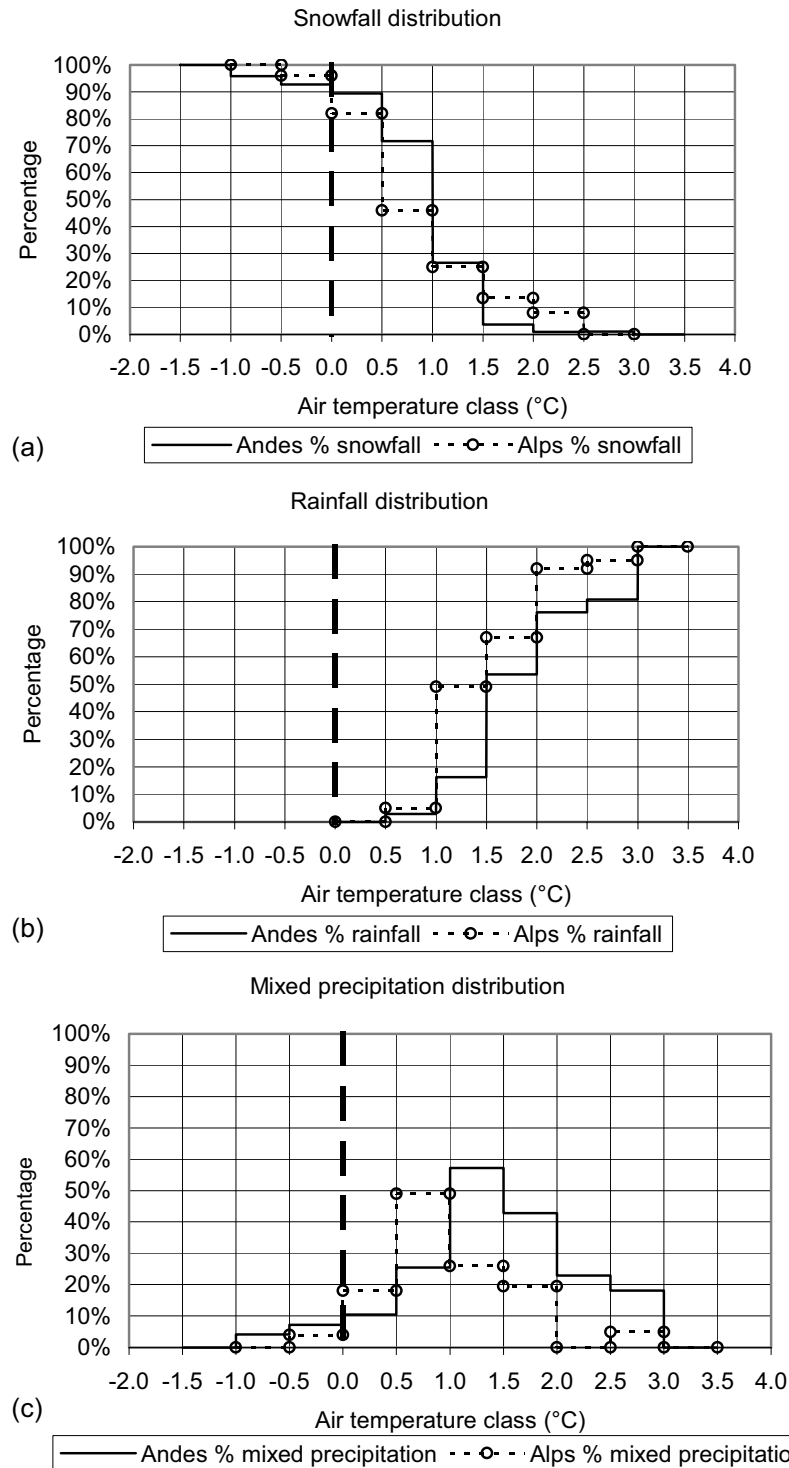 Snowfall distribution
100%
90%
80%
70%
60%
50%
40%
30%
20%
10%
0%
Percentage
-2.0 -1.5 -1.0 -0.5 0.0 0.5 1.0 1.5 2.0 2.5 3.0 3.5 4.0
Air temperature class (°C)
(a)
Andes % snowfall Alps % snowfall
Rainfall distribution
100%
90%
80%
70%
60%
50%
40%
30%
20%
10%
0%
Percentage
-2.0 -1.5 -1.0 -0.5 0.0 0.5 1.0 1.5 2.0 2.5 3.0 3.5 4.0
Air temperature class (°C)
(b)
Andes % rainfall Alps % rainfall
Mixed precipitation distribution
100%
90%
80%
70%
60%
50%
40%
30%
20%
10%
0%
Percentage
-2.0 -1.5 -1.0 -0.5 0.0 0.5 1.0 1.5 2.0 2.5 3.0 3.5 4.0
Air temperature class (°C)
(c)
Andes % mixed precipitation Alps % mixed precipitatio